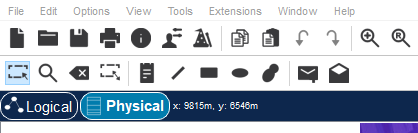 File Edit Options View Tools Extensions Window Help
Logical Physical x: 9815m, y: 6546m